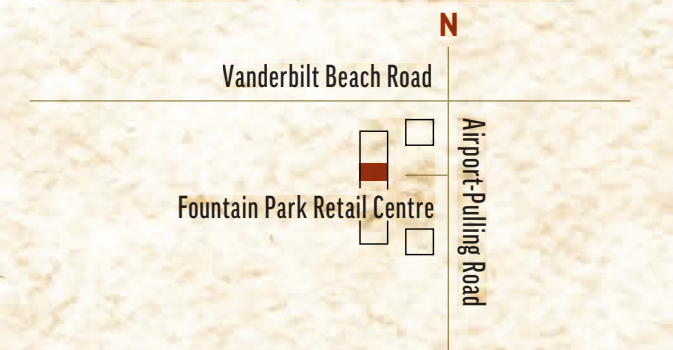 N
Vanderbilt Beach Road
Airport-Pulling Road
Fountain Park Retail Centre